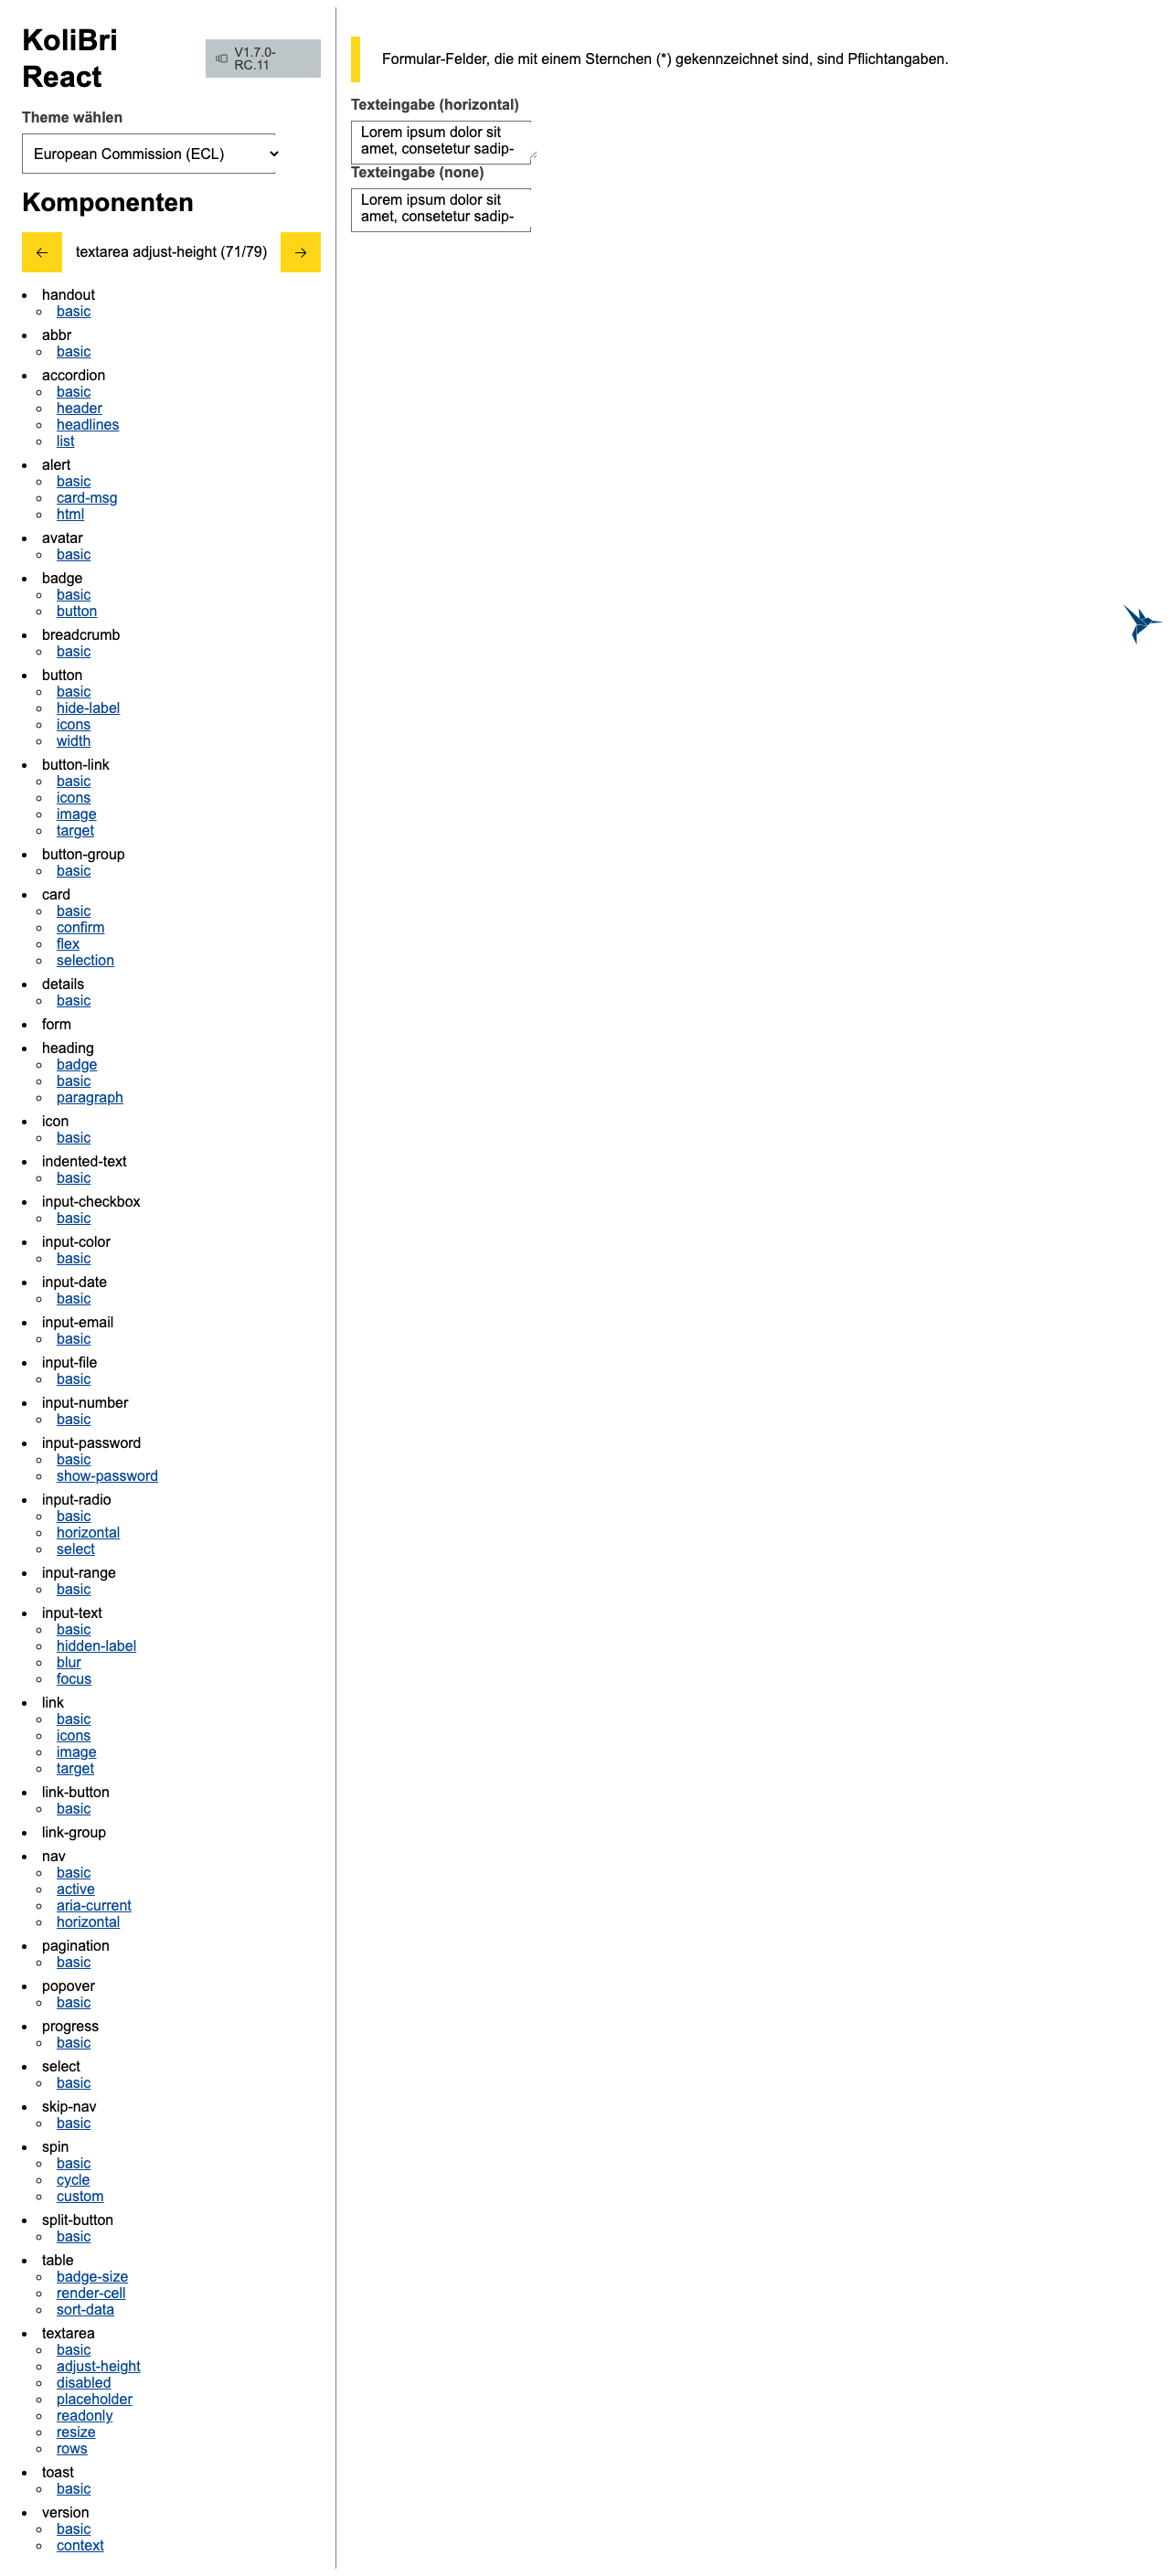 KoliBri
React
V1.7.0-
RC.11
Theme wählen
European Commission (ECL)
Komponenten
textarea adjust-height (71/79)
handout
basic
abbr
basic
accordion
basic
header
headlines
list
alert
basic
card-msg
html
avatar
basic
badge
basic
button
breadcrumb
basic
button
basic
hide-label
icons
width
button-link
basic
icons
image
target
button-group
basic
card
basic
confirm
flex
selection
details
basic
form
heading
badge
basic
paragraph
icon
basic
indented-text
basic
input-checkbox
basic
input-color
basic
input-date
basic
input-email
basic
input-file
basic
input-number
basic
input-password
basic
show-password
input-radio
basic
horizontal
select
input-range
basic
input-text
basic
hidden-label
blur
focus
link
basic
icons
image
target
link-button
basic
link-group
nav
basic
active
aria-current
horizontal
pagination
basic
popover
basic
progress
basic
select
basic
skip-nav
basic
spin
basic
cycle
custom
split-button
basic
table
badge-size
render-cell
sort-data
textarea
basic
adjust-height
disabled
placeholder
readonly
resize
rows
toast
basic
version
basic
context
Formular-Felder, die mit einem Sternchen (*) gekennzeichnet sind, sind Pflichtangaben.
Texteingabe (horizontal)
Lorem ipsum dolor sit
amet, consetetur sadip-
Texteingabe (none)
Lorem ipsum dolor sit
amet, consetetur sadip-